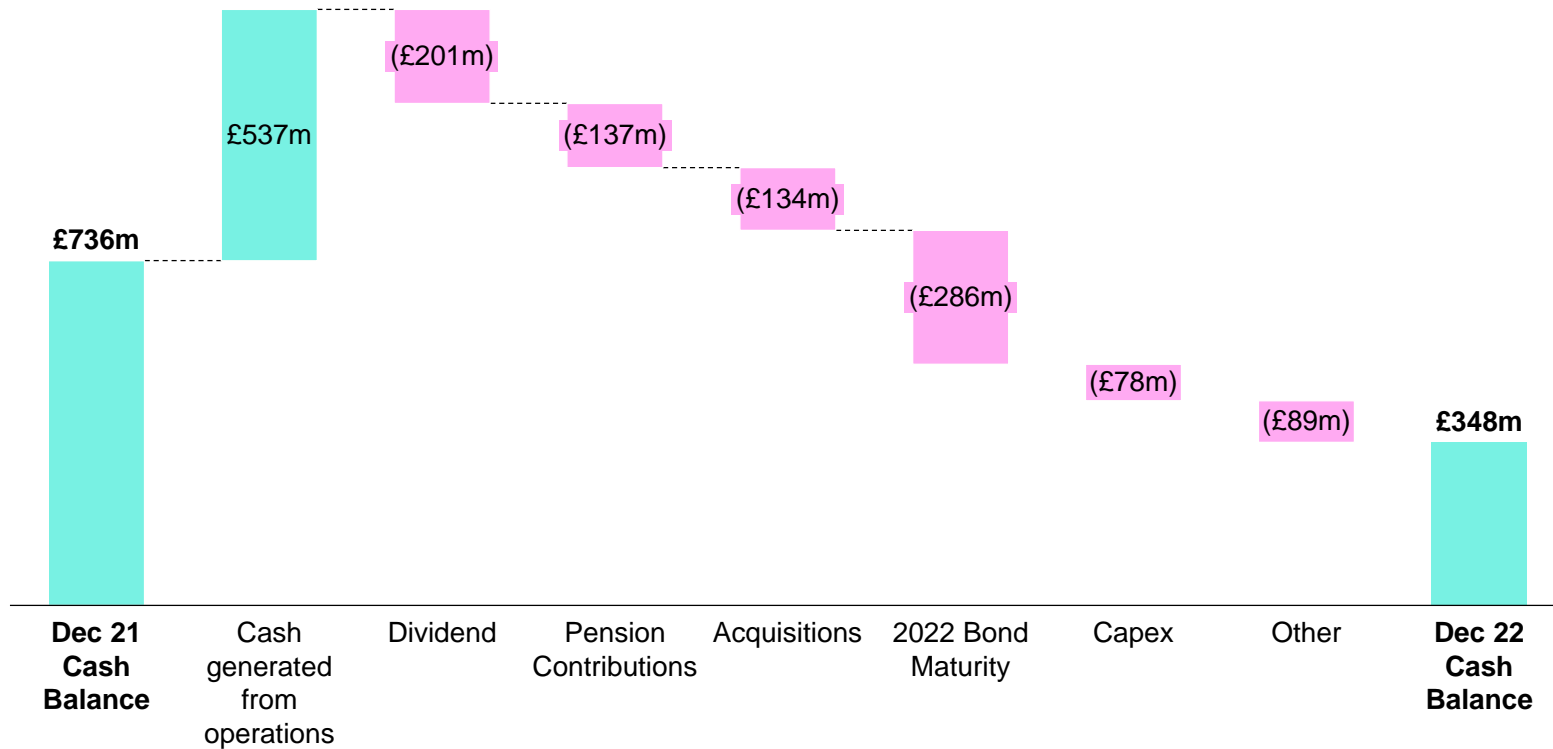 (£201m)
£537m
(£137m)
(£134m)
£736m
(£286m)
(£78m)
(£89m)
£348m
Dec 21
Cash
Balance
Cash
generated
from
operations
Dividend
Pension
Contributions
Acquisitions
2022 Bond
Maturity
Capex
Other
Dec 22
Cash
Balance